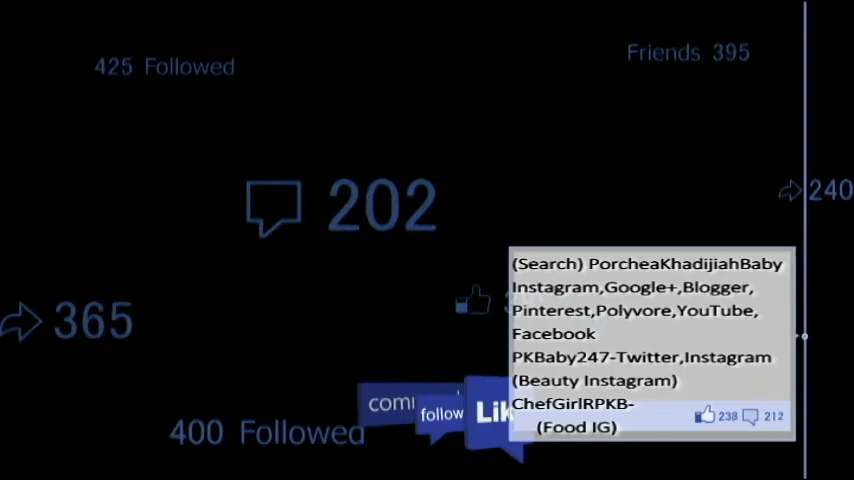 425 Followed
Friends 395
202
240
365
(Search) PorcheaKhadijiahBaby
Instagram,Google+,Blogger,
Pinterest,Polyvore,YouTube,
Facebook
PKBaby247-Twitter,Instagram
(Beauty Instagram)
ChefGirlRPKB-
(Food IG)
238 212
follow
Lik
400 Followed